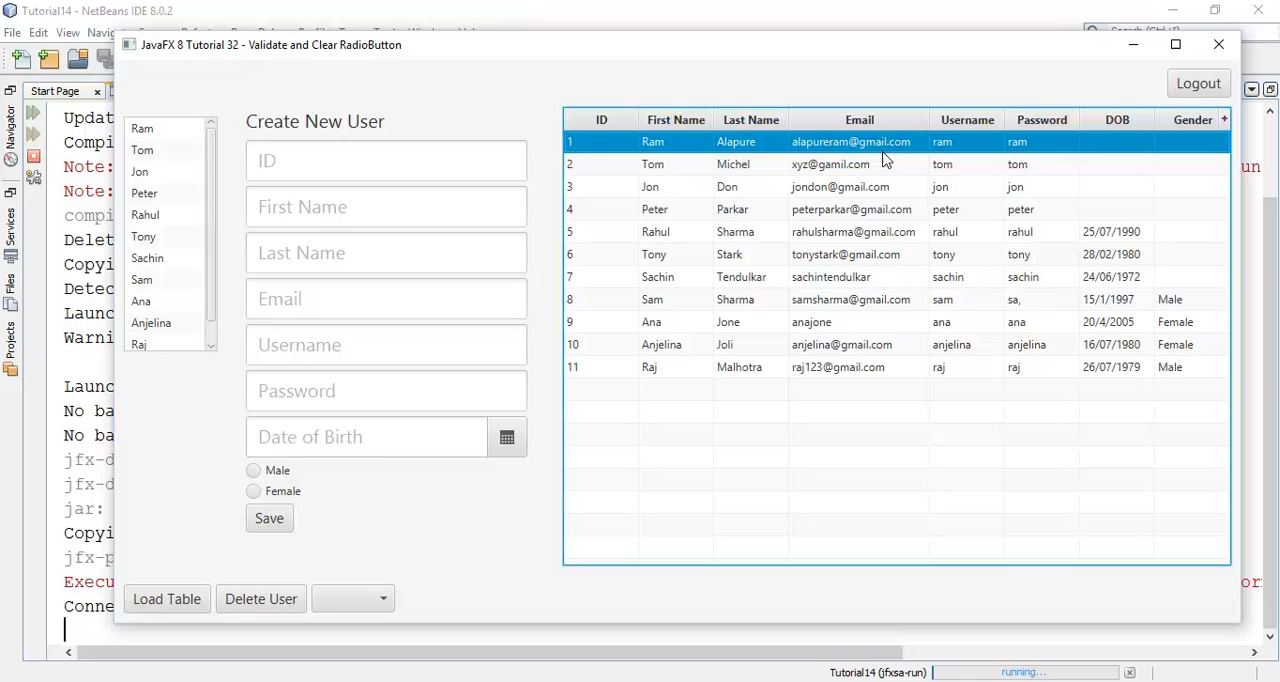 Tutorial14 - NetBeans IDE 8.0.2
File Edit View
JavaFX 8 Tutorial 32 - Validate and Clear RadioButton
Logout
Start Page
Navigator
Services
Files
Projects
Updat
Compi
Note:
Note:
compi
Delet
Copyi
Detec
Launc
Warni
Launc
No ba
No ba
jfx-d
jfx-d
jar:
Copyi
jfx-p
Execu
Conne
Ram
Tom
Jon
Peter
Rahul
Tony
Sachin
Sam
Ana
Anjelina
Raj
Create New User
ID
First Name
Last Name
Email
Username
Password
Date of Birth
Male
Female
Save
Load Table Delete User
ID First Name Last Name Email Username Password DOB Gender +
1 Ram Alapure alapureram@gmail.com ram ram
2 Tom Michel xyz@gamil.com tom tom
3 Jon Don jondon@gmail.com jon jon
4 Peter Parkar peterparkar@gmail.com peter peter
5 Rahul Sharma rahulsharma@gmail.com rahul rahul 25/07/1990
6 Tony Stark tonystark@gmail.com tony tony 28/02/1980
7 Sachin Tendulkar sachintendulkar sachin sachin 24/06/1972
8 Sam Sharma samsharma@gmail.com sam sa, 15/1/1997 Male
9 Ana Jone anajone ana ana 20/4/2005 Female
10 Anjelina Joli anjelina@gmail.com anjelina anjelina 16/07/1980 Female
11 Raj Malhotra raj123@gmail.com raj raj 26/07/1979 Male
un
or
Tutorial14 (jfxsa-run) running...